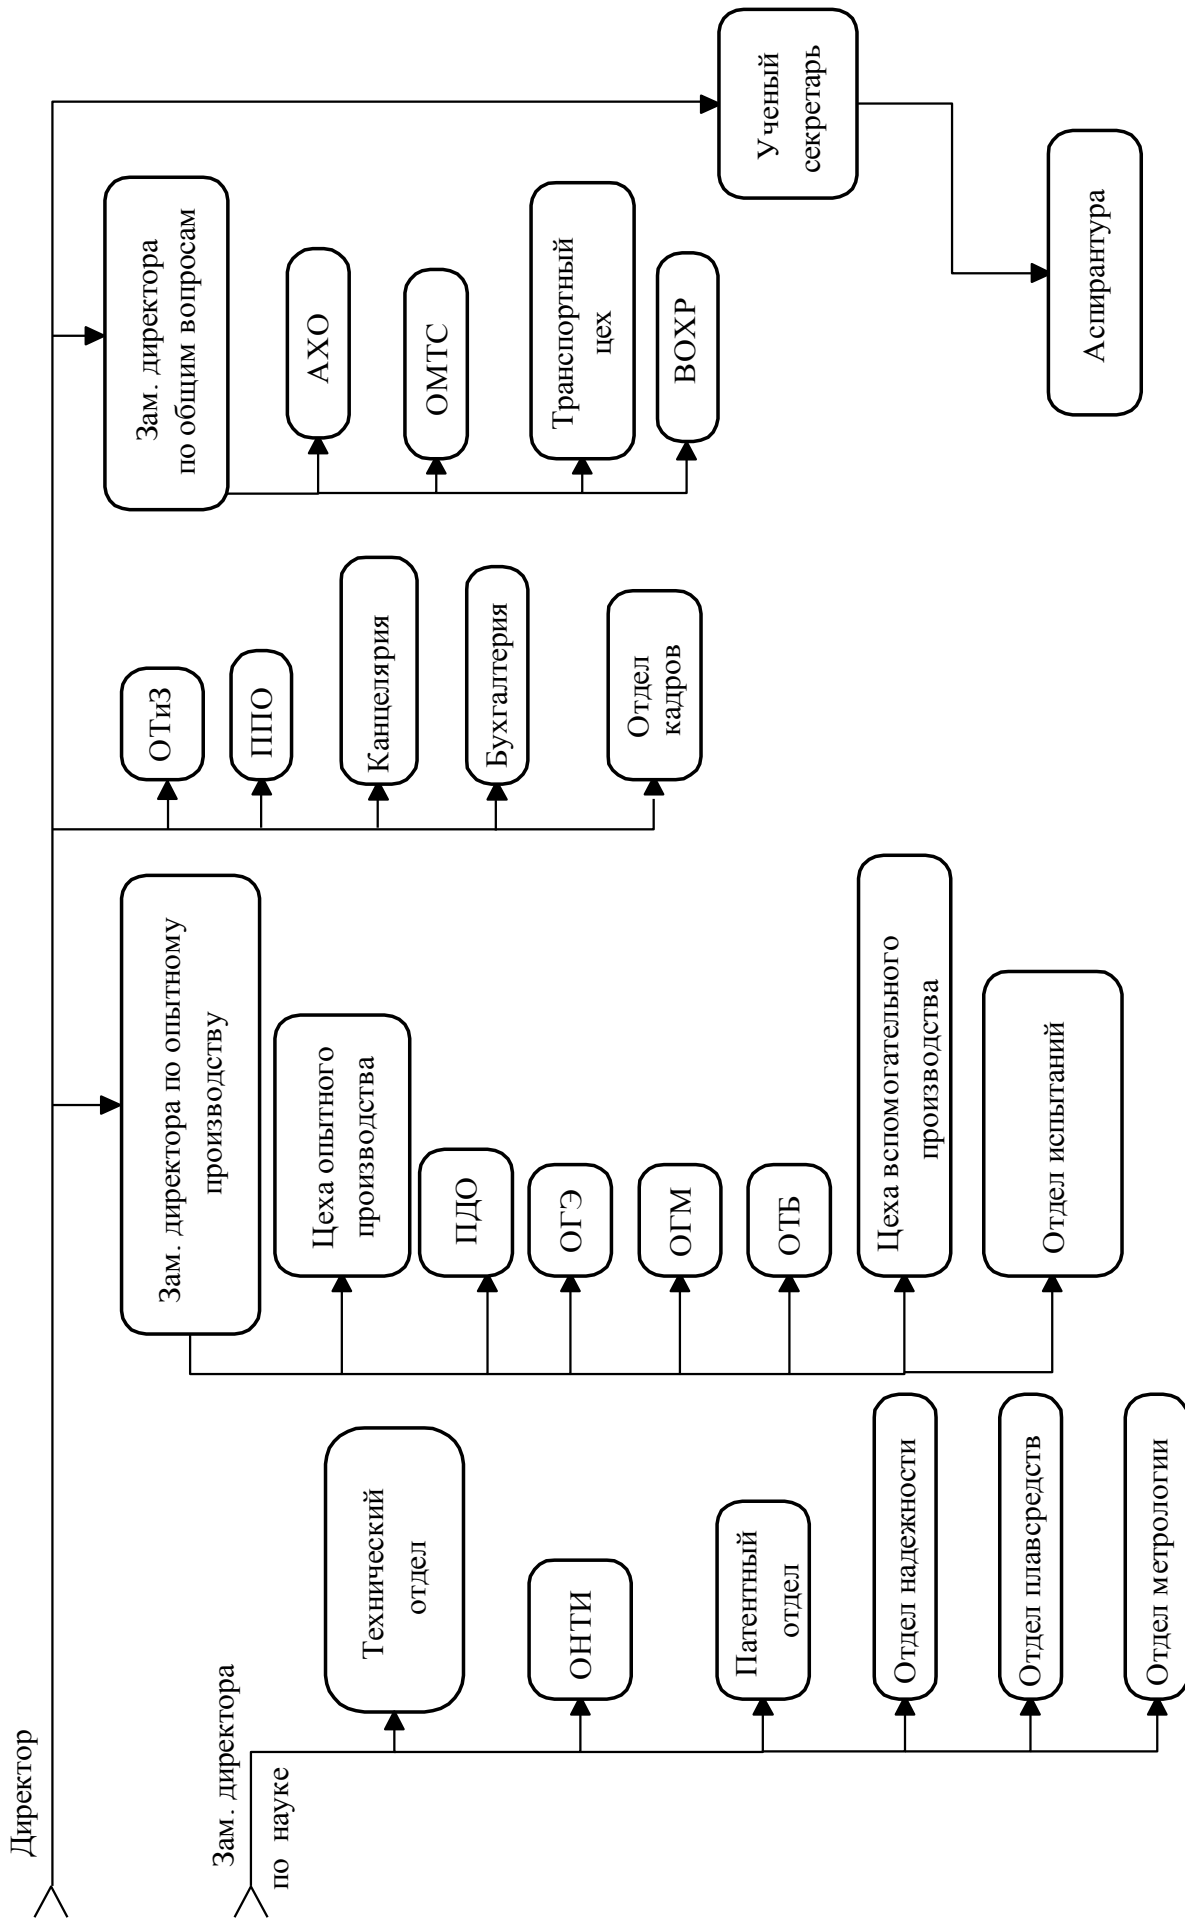 Директор
Зам. директора
по науке
Технический
отдел
ОНТИ
Патентный
отдел
Отдел надежности
Отдел плавсредств
Отдел метрологии
Зам. директора по опытному
производству
Цеха опытного
производства
ПДО
ОГЭ
ОГМ
ОТБ
Цеха вспомогательного
производства
Отдел испытаний
ОТиЗ
ППО
Канцелярия
Бухгалтерия
Отдел
кадров
Зам. директора
по общим вопросам
АХО
ОМТС
Транспортный
цех
ВОХР
Ученый
секретарь
Аспирантура